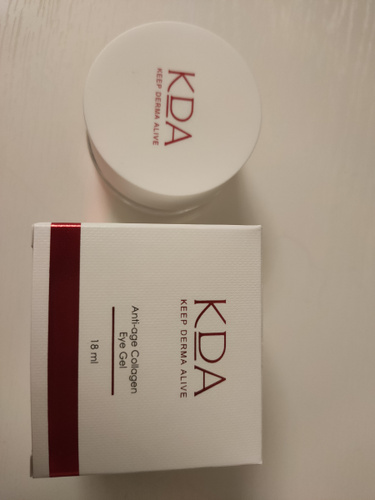 KDA
KEEP DERMA ALIVE
KDA
KEEP DERMA ALIVE
Anti-age Collagen
Eye Gel
18 ml